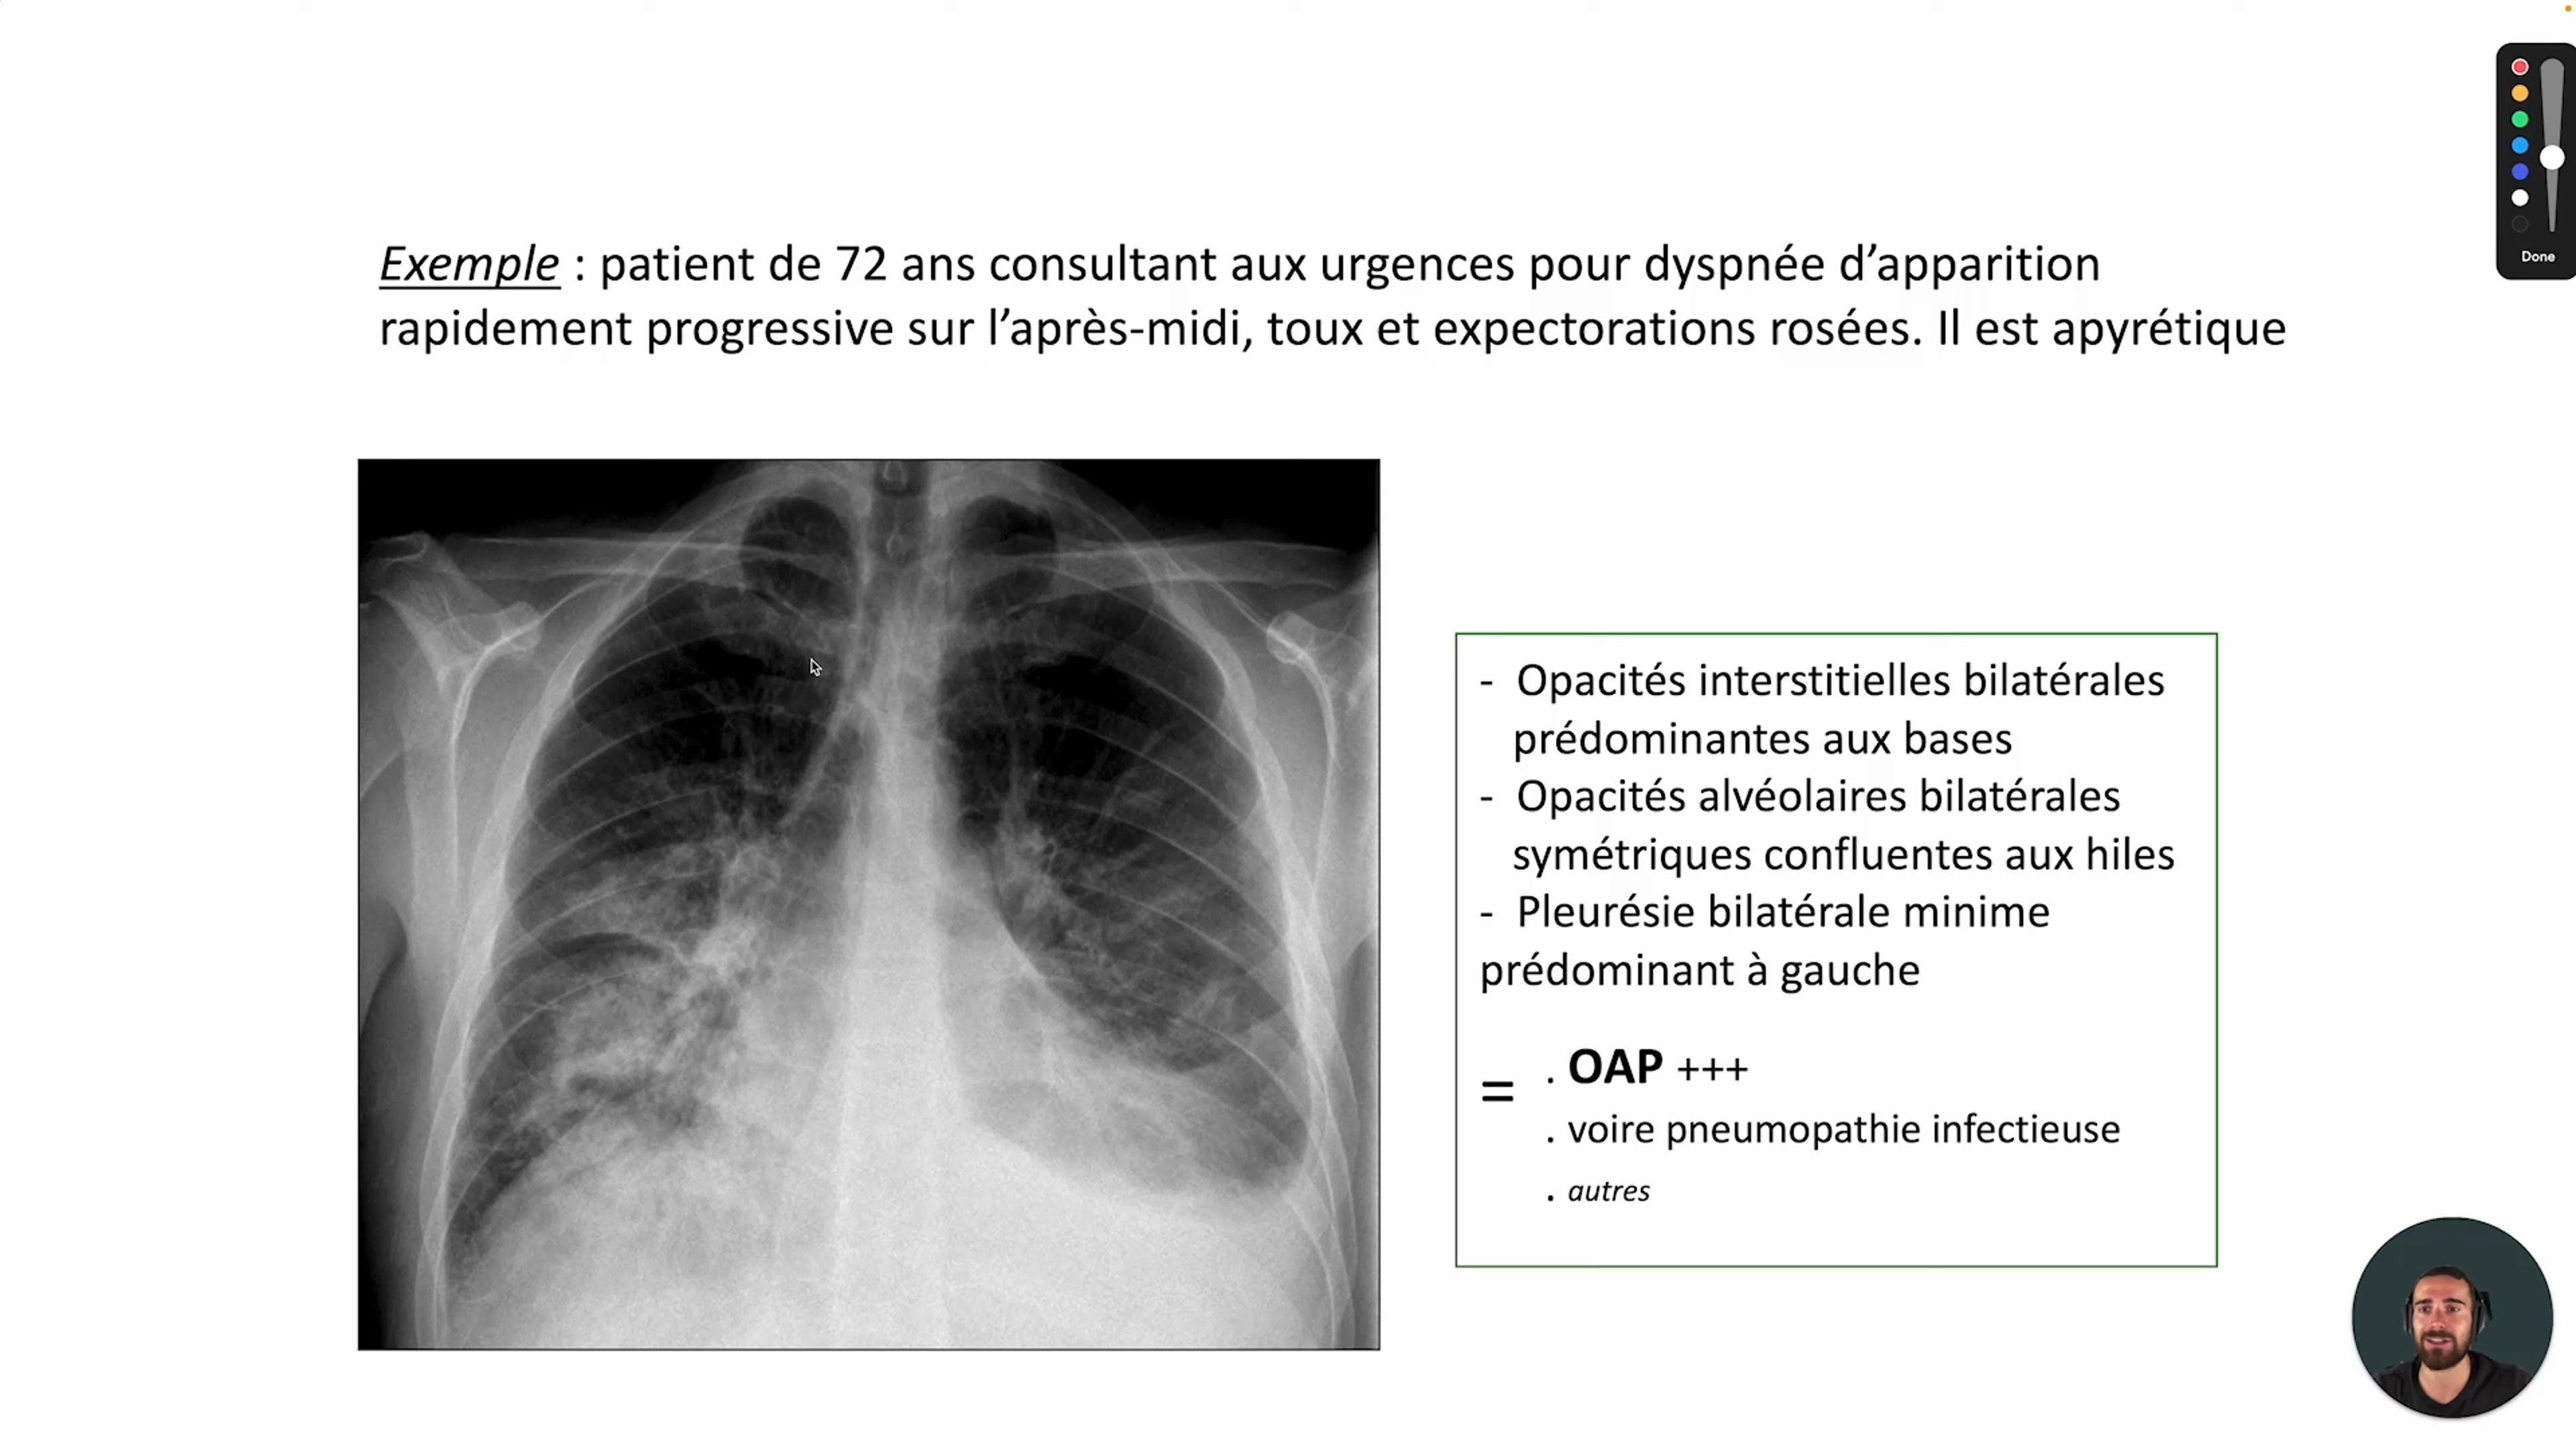 Exemple : patient de 72 ans consultant aux urgences pour dyspnée d’apparition
rapidement progressive sur l’après-midi, toux et expectorations rosées. Il est apyrétique
Done
- Opacités interstitielles bilatérales
prédominantes aux bases
- Opacités alvéolaires bilatérales
symétriques confluentes aux hiles
- Pleurésie bilatérale minime
prédominant à gauche
= . OAP +++
. voire pneumopathie infectieuse
. autres